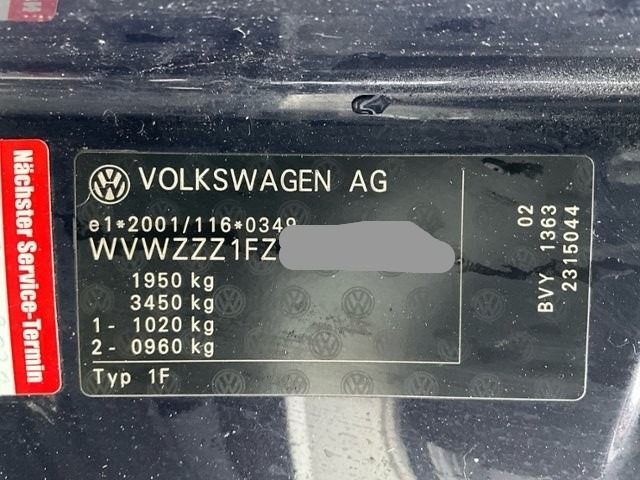 Nächster Service-Termin
VOLKSWAGEN AG
e1*2001/116*0349
WVWZZZ1FZ
1950 kg
3450 kg
1 - 1020 kg
2 - 0960 kg
Typ 1F
02
BVY 1363
2315044